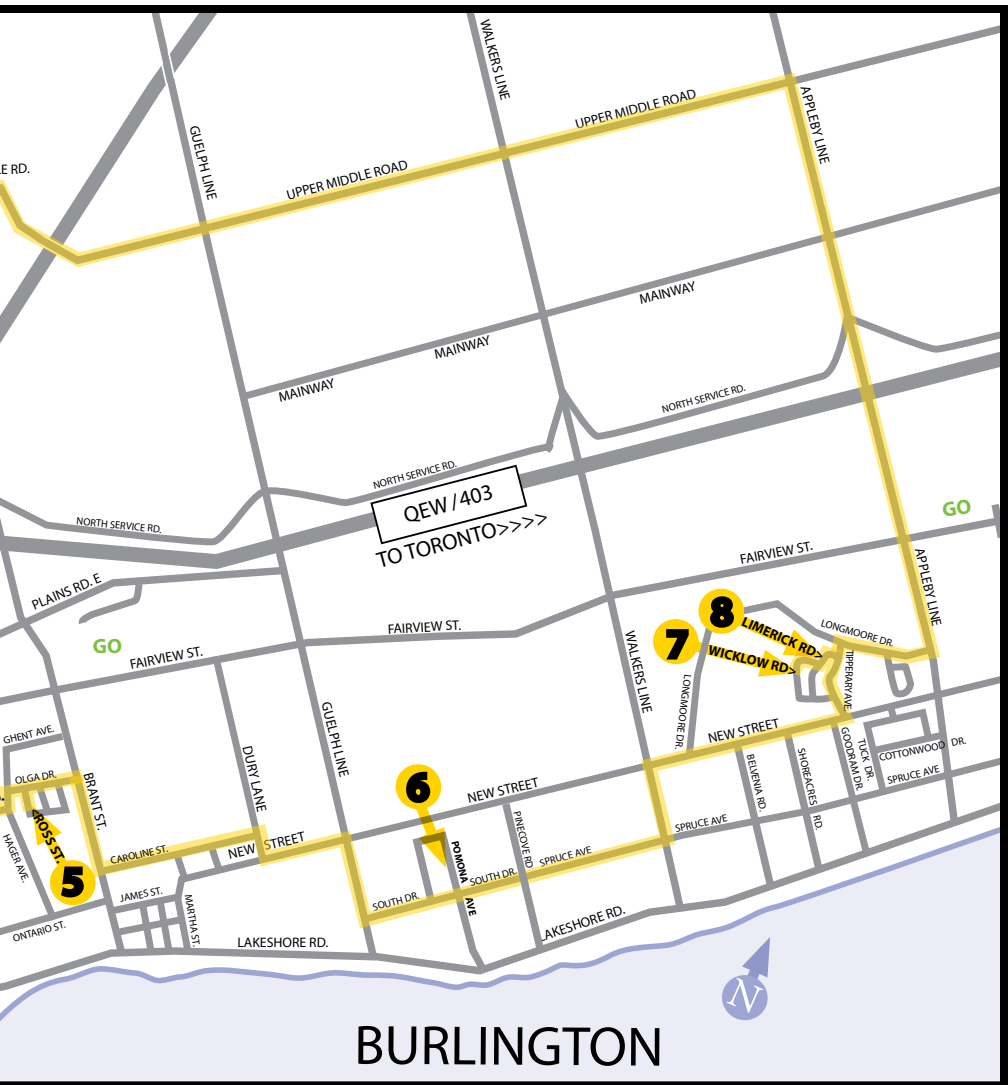 WALKERS LINE
UPPER MIDDLE ROAD
APPLEBY LINE
GUELPH LINE
E RD.
UPPER MIDDLE ROAD
MAINWAY
MAINWAY
MAINWAY
NORTH SERVICE RD.
NORTH SERVICE RD.
QEW / 403
TO TORONTO>>>>
NORTH SERVICE RD.
GO
FAIRVIEW ST.
APPLEBY LINE
PLAINS RD. E
GO
FAIRVIEW ST.
FAIRVIEW ST.
8
LIMERICK RD>
LONGMOORE DR.
7
WICKLOW RD>
WALKERS LINE
TIPPERARY AVE.
LONGMOORE DR.
GUELPH LINE
NEW STREET
GHENT AVE.
OLGA DR.
BRANT ST.
DURY LANE
6
NEW STREET
BELVENIA RD.
SHOREACRES RD.
GOODRAM DR.
TUCK DR.
COTTONWOOD DR.
SPRUCE AVE
<ROSS ST.
HAGER AVE.
5
CAROLINE ST.
NEW STREET
POMONA AVE
PINECOVE RD
SPRUCE AVE
SPRUCE AVE
SOUTH DR.
SOUTH DR.
JAMES ST.
MARTHA ST.
ONTARIO ST.
LAKESHORE RD.
LAKESHORE RD.
N
BURLINGTON